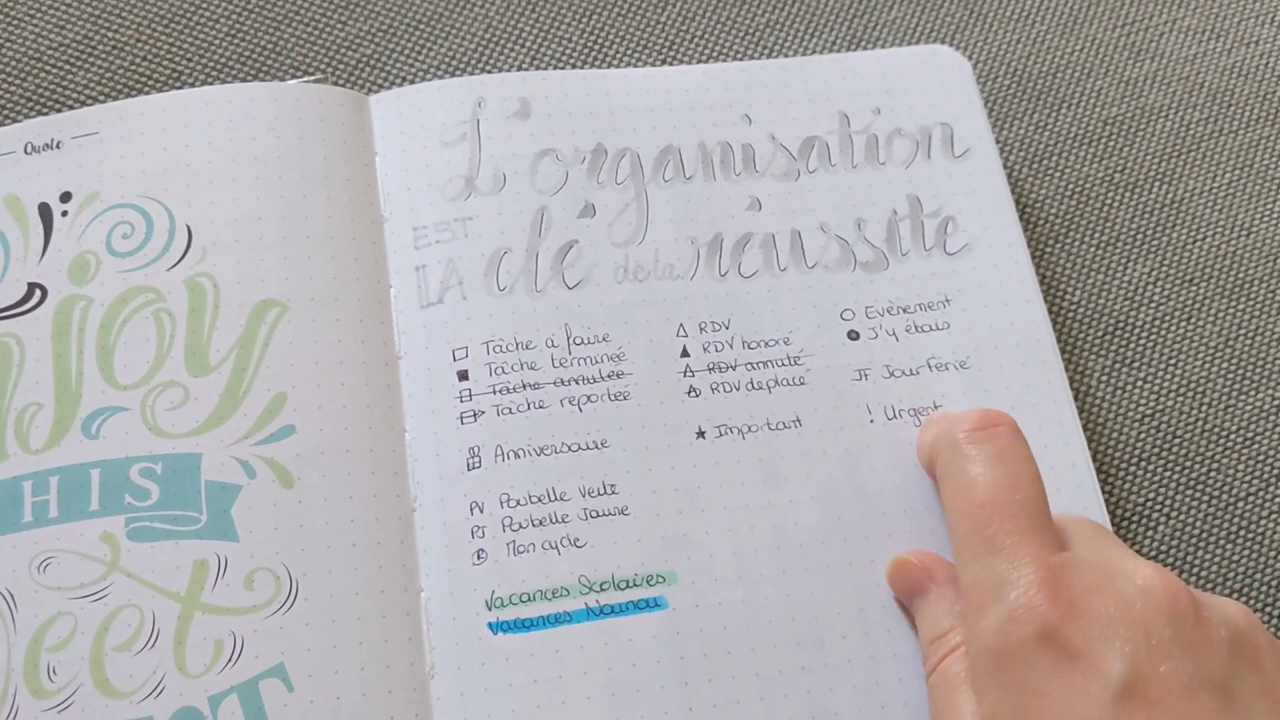 Quote
njoy
HIS
eet
L'organisation
EST
LA clé de la réussite
Tâche à faire
Tâche terminée
Tâche annulée
Tâche reportée
Anniversaire
PV Poubelle Verte
PJ Poubelle Jaune
Mon cycle
Vacances Scolaires
Vacances Nounou
RDV
RDV honoré
RDV annulé
RDV déplacé
★ Important
Evènement
J'y étais
JF Jour Ferié
! Urgent